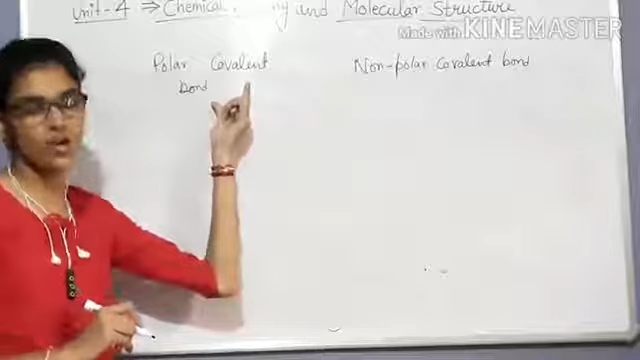 Unit-4 ⇒ Chemical and Molecular Structure
Made with KINEMASTER
Polar Covalent bond
Non-polar Covalent bond